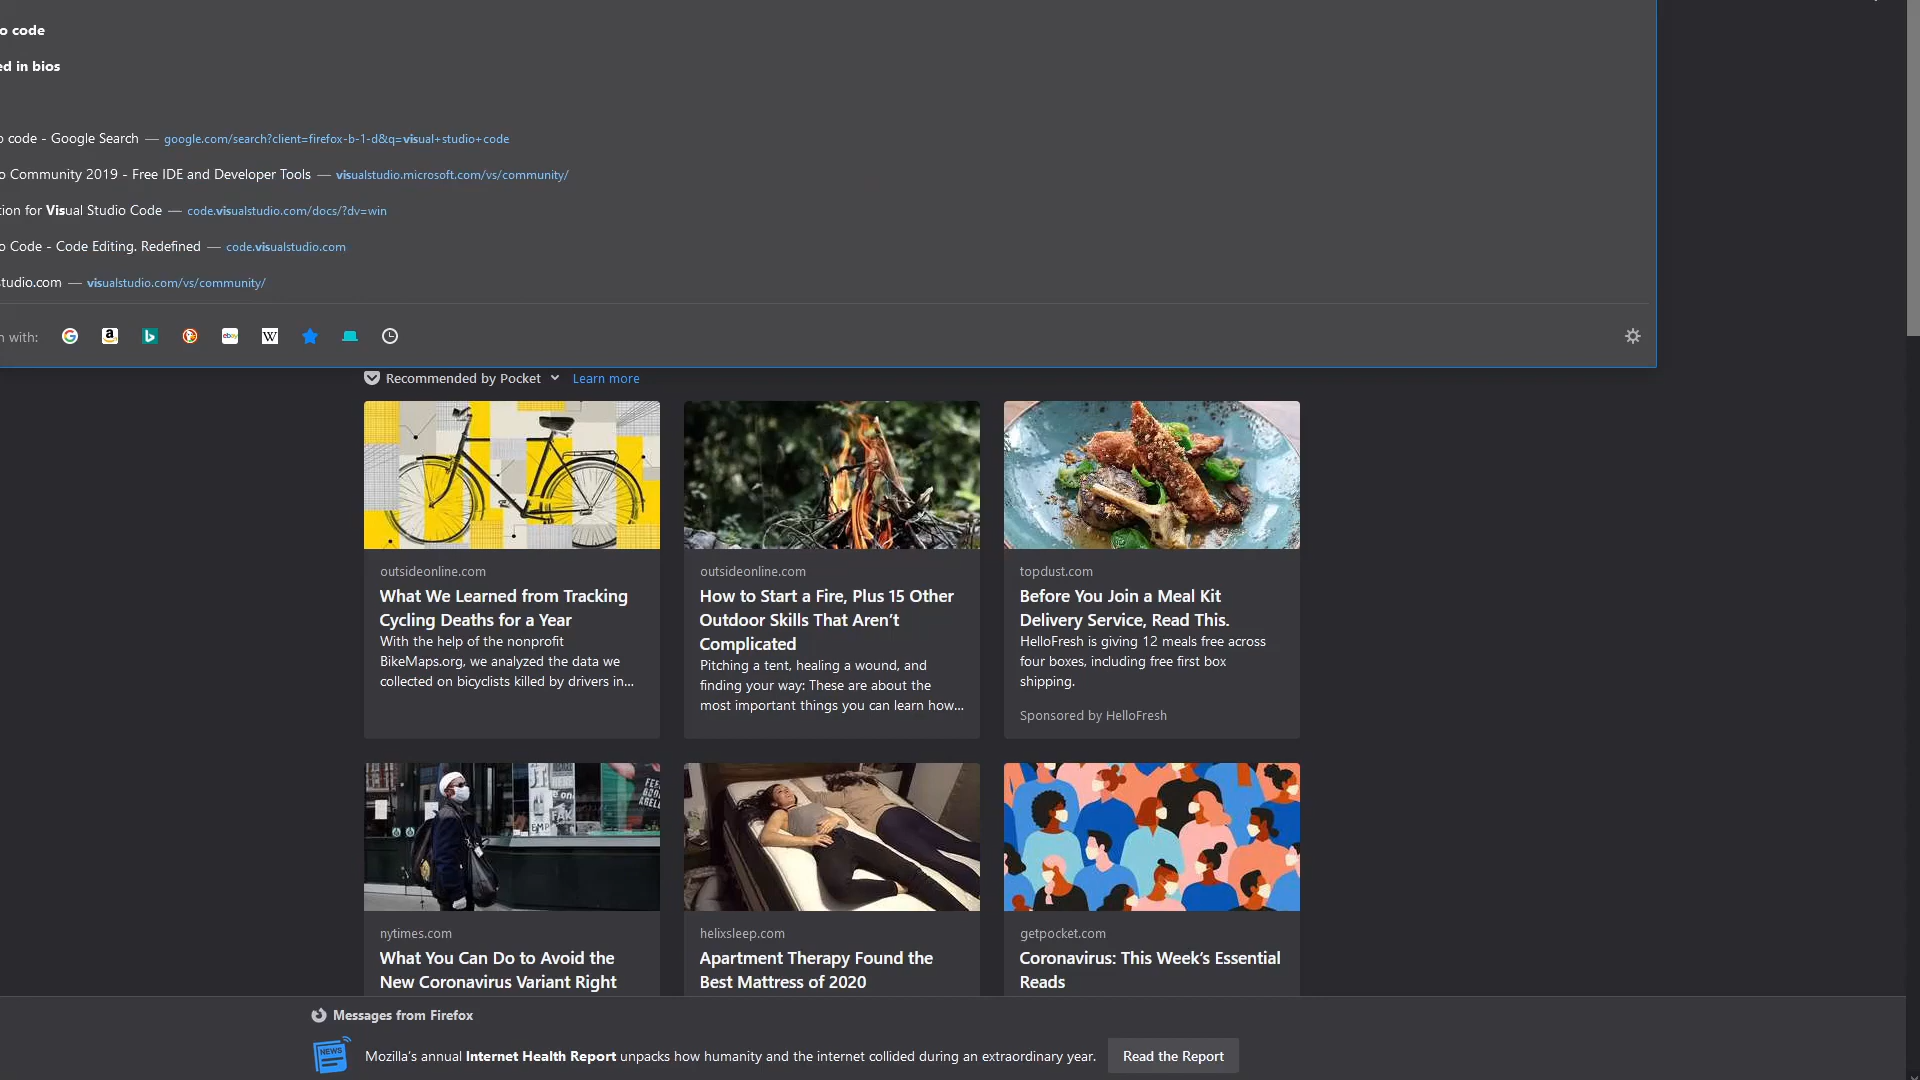 o code
ed in bios
o code - Google Search — google.com/search?client=firefox-b-1-d&q=visual+studio+code
o Community 2019 - Free IDE and Developer Tools — visualstudio.microsoft.com/vs/community/
tion for Visual Studio Code — code.visualstudio.com/docs/?dv=win
o Code - Code Editing. Redefined — code.visualstudio.com
studio.com — visualstudio.com/vs/community/
n with:
Recommended by Pocket Learn more
outsideonline.com
What We Learned from Tracking
Cycling Deaths for a Year
With the help of the nonprofit
BikeMaps.org, we analyzed the data we
collected on bicyclists killed by drivers in...
outsideonline.com
How to Start a Fire, Plus 15 Other
Outdoor Skills That Aren't
Complicated
Pitching a tent, healing a wound, and
finding your way: These are about the
most important things you can learn how...
topdust.com
Before You Join a Meal Kit
Delivery Service, Read This.
HelloFresh is giving 12 meals free across
four boxes, including free first box
shipping.
Sponsored by HelloFresh
nytimes.com
What You Can Do to Avoid the
New Coronavirus Variant Right
helixsleep.com
Apartment Therapy Found the
Best Mattress of 2020
getpocket.com
Coronavirus: This Week's Essential
Reads
Messages from Firefox
NEWS
Mozilla's annual Internet Health Report unpacks how humanity and the internet collided during an extraordinary year.
Read the Report